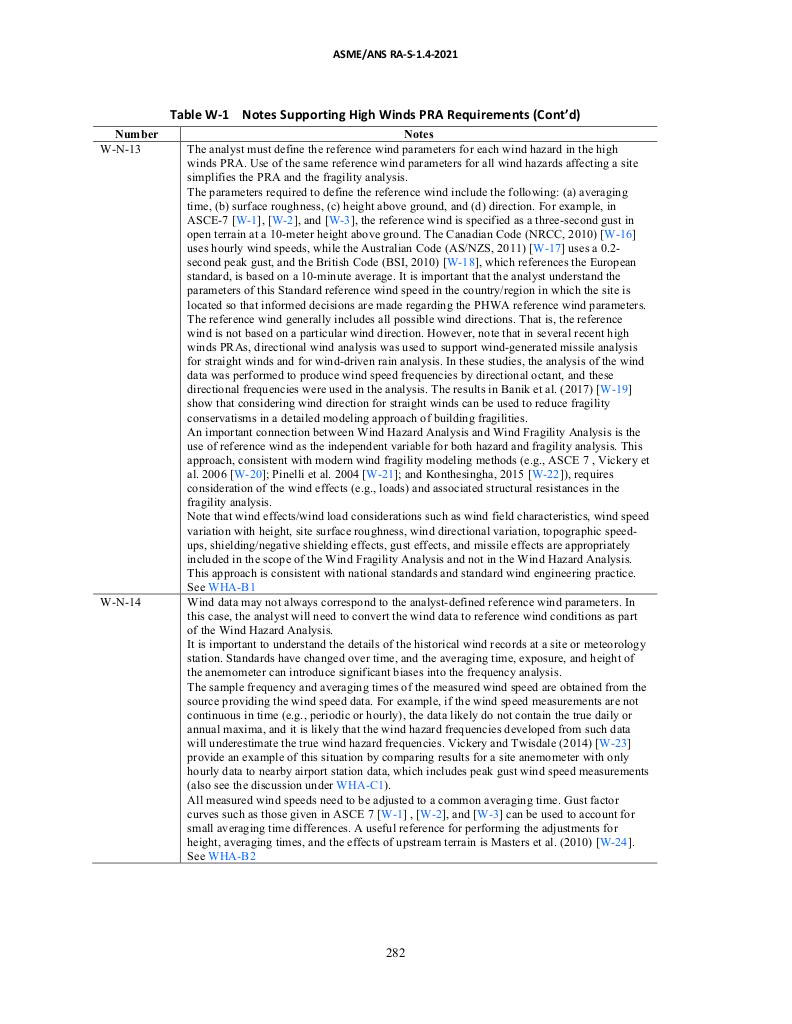 ASME/ANS RA-S-1.4-2021
Table W-1 Notes Supporting High Winds PRA Requirements (Cont’d)
Number Notes
W-N-13 The analyst must define the reference wind parameters for each wind hazard in the high
winds PRA. Use of the same reference wind parameters for all wind hazards affecting a site
simplifies the PRA and the fragility analysis.
The parameters required to define the reference wind include the following: (a) averaging
time, (b) surface roughness, (c) height above ground, and (d) direction. For example, in
ASCE-7 [W-1], [W-2], and [W-3], the reference wind is specified as a three-second gust in
open terrain at a 10-meter height above ground. The Canadian Code (NRCC, 2010) [W-16]
uses hourly wind speeds, while the Australian Code (AS/NZS, 2011) [W-17] uses a 0.2-
second peak gust, and the British Code (BSI, 2010) [W-18], which references the European
standard, is based on a 10-minute average. It is important that the analyst understand the
parameters of this Standard reference wind speed in the country/region in which the site is
located so that informed decisions are made regarding the PHWA reference wind parameters.
The reference wind generally includes all possible wind directions. That is, the reference
wind is not based on a particular wind direction. However, note that in several recent high
winds PRAs, directional wind analysis was used to support wind-generated missile analysis
for straight winds and for wind-driven rain analysis. In these studies, the analysis of the wind
data was performed to produce wind speed frequencies by directional octant, and these
directional frequencies were used in the analysis. The results in Banik et al. (2017) [W-19]
show that considering wind direction for straight winds can be used to reduce fragility
conservatisms in a detailed modeling approach of building fragilities.
An important connection between Wind Hazard Analysis and Wind Fragility Analysis is the
use of reference wind as the independent variable for both hazard and fragility analysis. This
approach, consistent with modern wind fragility modeling methods (e.g., ASCE 7 , Vickery et
al. 2006 [W-20]; Pinelli et al. 2004 [W-21]; and Konthesingha, 2015 [W-22]), requires
consideration of the wind effects (e.g., loads) and associated structural resistances in the
fragility analysis.
Note that wind effects/wind load considerations such as wind field characteristics, wind speed
variation with height, site surface roughness, wind directional variation, topographic speed-
ups, shielding/negative shielding effects, gust effects, and missile effects are appropriately
included in the scope of the Wind Fragility Analysis and not in the Wind Hazard Analysis.
This approach is consistent with national standards and standard wind engineering practice.
See WHA-B1
W-N-14 Wind data may not always correspond to the analyst-defined reference wind parameters. In
this case, the analyst will need to convert the wind data to reference wind conditions as part
of the Wind Hazard Analysis.
It is important to understand the details of the historical wind records at a site or meteorology
station. Standards have changed over time, and the averaging time, exposure, and height of
the anemometer can introduce significant biases into the frequency analysis.
The sample frequency and averaging times of the measured wind speed are obtained from the
source providing the wind speed data. For example, if the wind speed measurements are not
continuous in time (e.g., periodic or hourly), the data likely do not contain the true daily or
annual maxima, and it is likely that the wind hazard frequencies developed from such data
will underestimate the true wind hazard frequencies. Vickery and Twisdale (2014) [W-23]
provide an example of this situation by comparing results for a site anemometer with only
hourly data to nearby airport station data, which includes peak gust wind speed measurements
(also see the discussion under WHA-C1).
All measured wind speeds need to be adjusted to a common averaging time. Gust factor
curves such as those given in ASCE 7 [W-1] , [W-2], and [W-3] can be used to account for
small averaging time differences. A useful reference for performing the adjustments for
height, averaging times, and the effects of upstream terrain is Masters et al. (2010) [W-24].
See WHA-B2
282